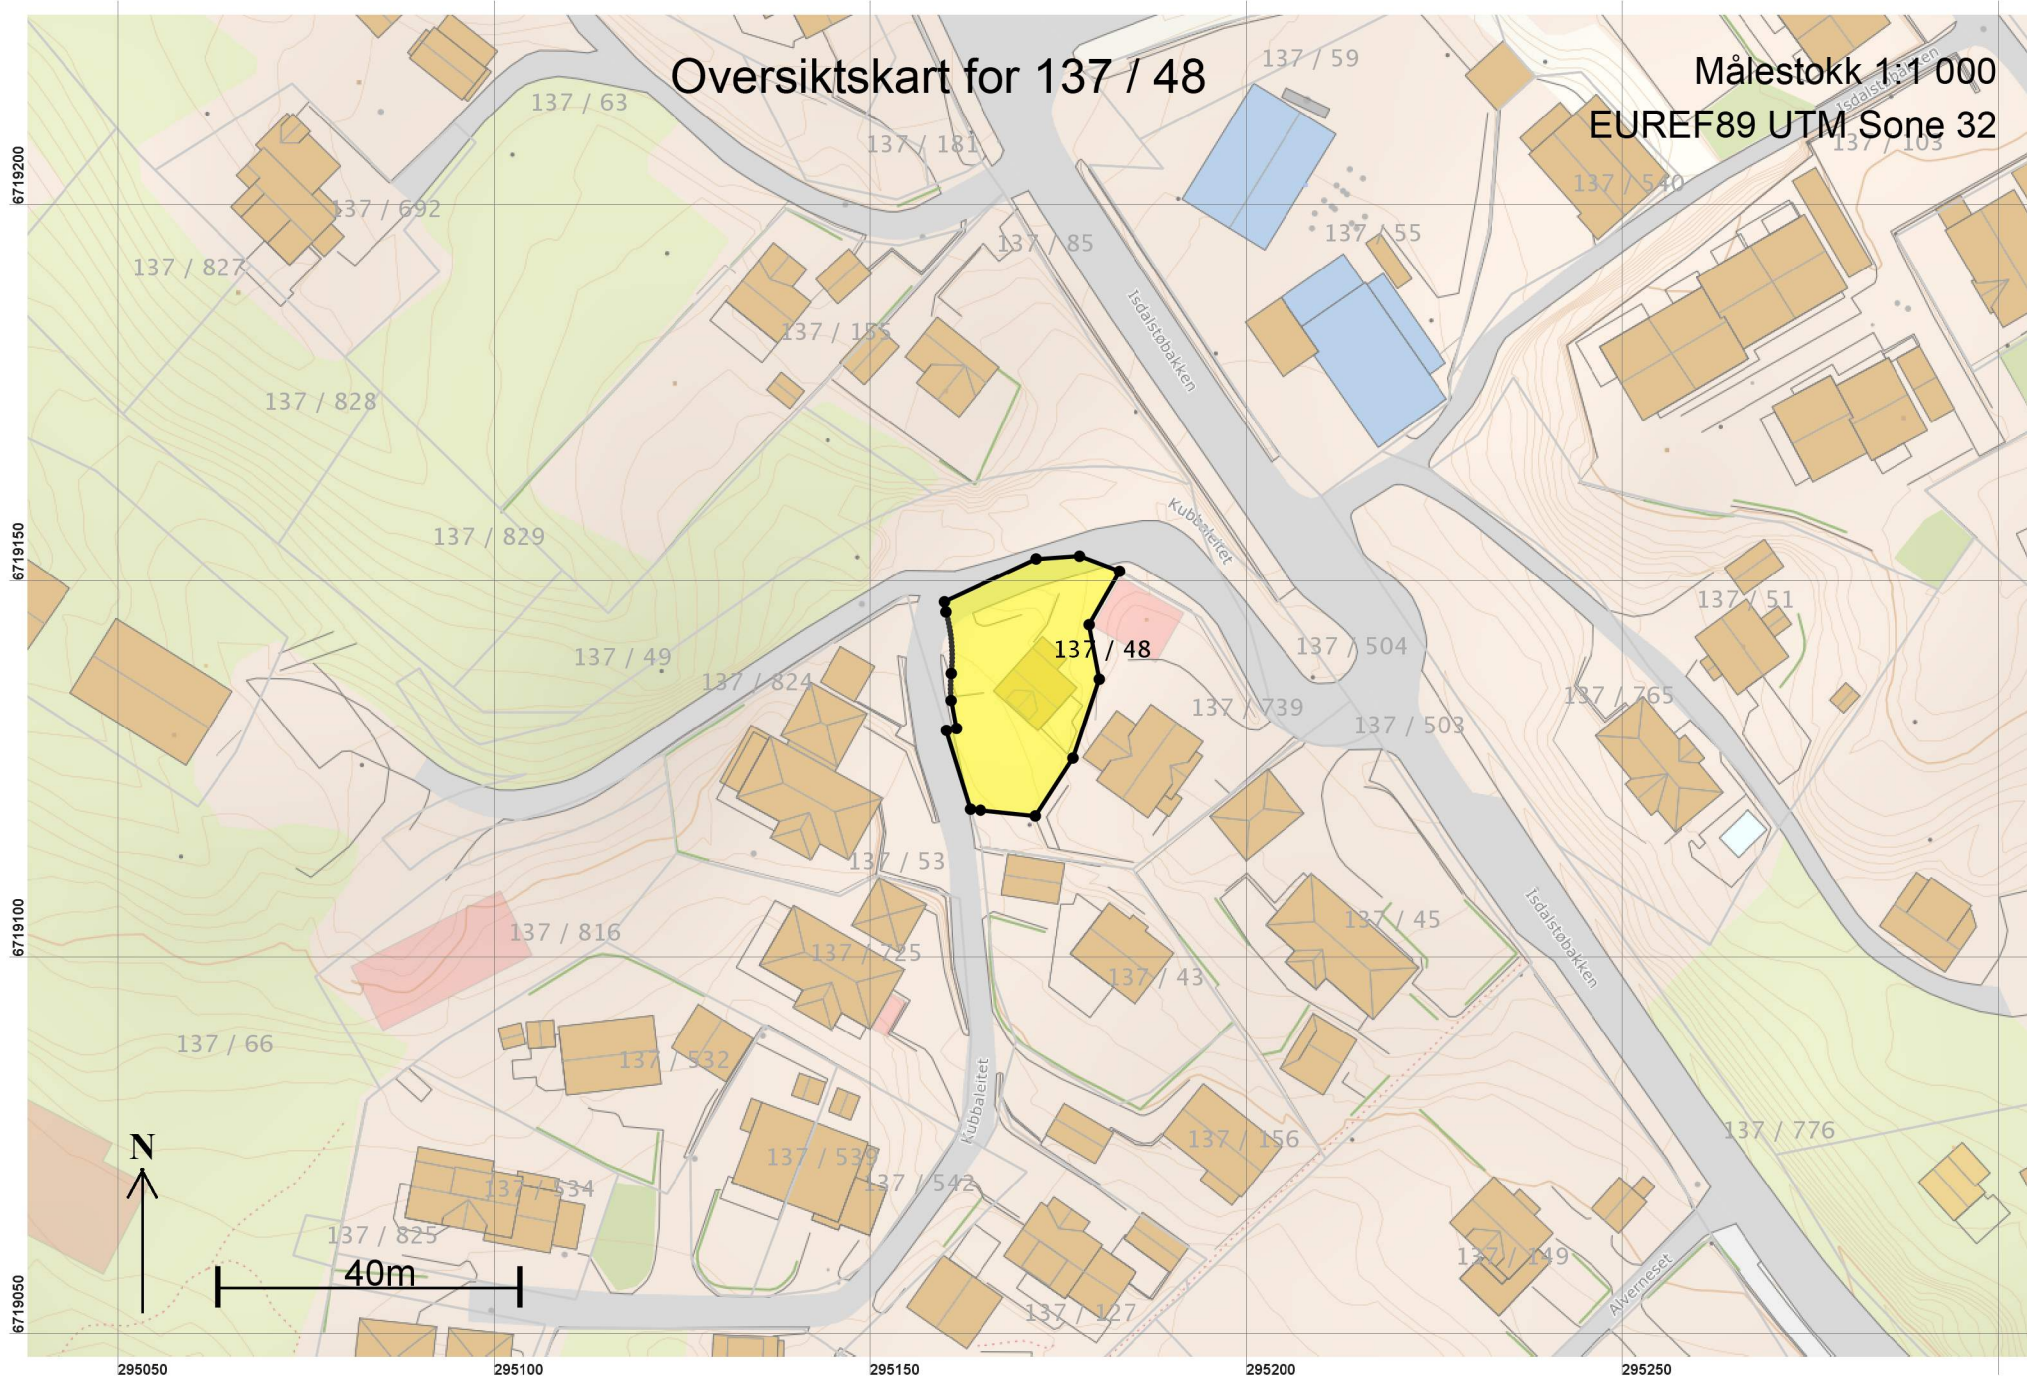 Oversiktskart for 137 / 48
Målestokk 1:1 000
EUREF89 UTM Sone 32
Isdalstøbakken
137 / 59
137 / 63
137 / 181
137 / 103
137 / 540
6719200
137 / 692
137 / 55
137 / 85
137 / 827
Isdalstøbakken
137 / 155
137 / 828
137 / 829
Kubbaleitet
6719150
137 / 51
137 / 504
137 / 48
137 / 49
137 / 824
137 / 765
137 / 739
137 / 503
137 / 53
Isdalstøbakken
137 / 45
137 / 816
137 / 725
6719100
137 / 43
137 / 66
137 / 532
Kubbaleitet
137 / 776
137 / 156
N
137 / 539
137 / 542
137 / 534
137 / 825
137 / 149
Alverneset
40m
137 / 127
6719050
295050
295100
295150
295200
295250